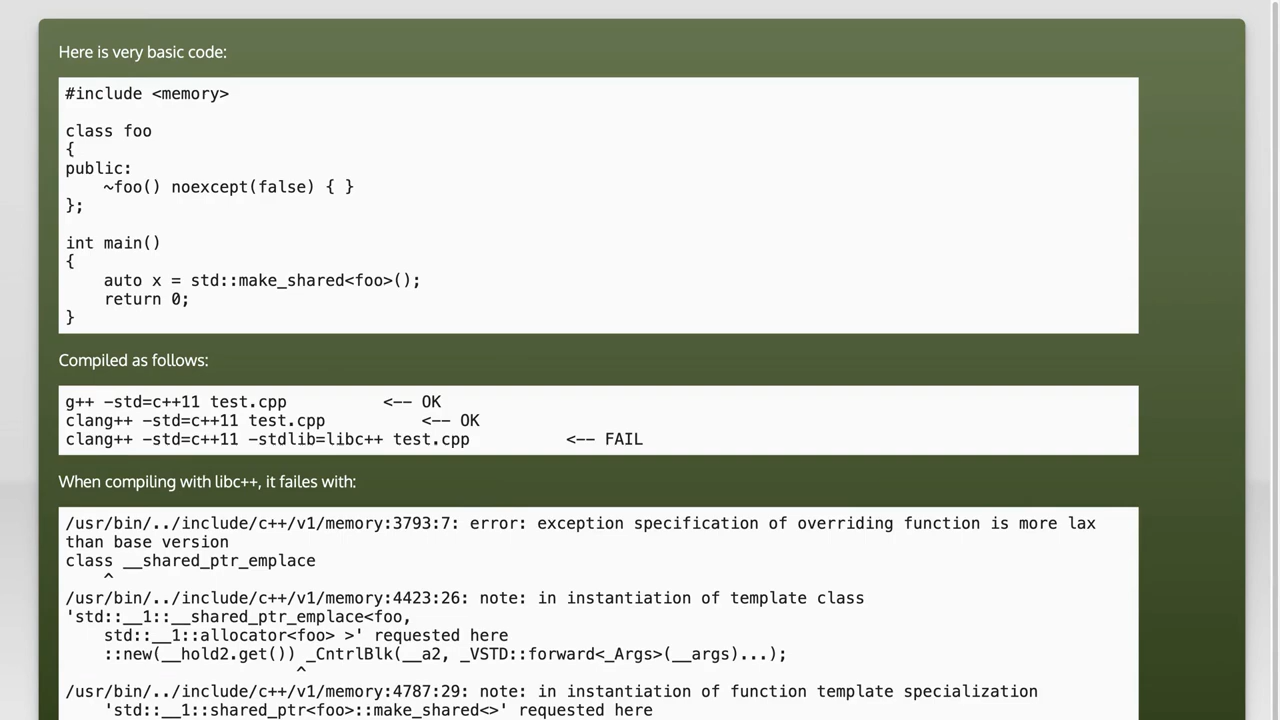 Here is very basic code:
#include <memory>
class foo
{
public:
~foo() noexcept(false) { }
};
int main()
{
auto x = std::make_shared<foo>();
return 0;
}
Compiled as follows:
g++ -std=c++11 test.cpp <-- OK
clang++ -std=c++11 test.cpp <-- OK
clang++ -std=c++11 -stdlib=libc++ test.cpp <-- FAIL
When compiling with libc++, it failes with:
/usr/bin/../include/c++/v1/memory:3793:7: error: exception specification of overriding function is more lax
than base version
class __shared_ptr_emplace
^
/usr/bin/../include/c++/v1/memory:4423:26: note: in instantiation of template class
'std::__1::__shared_ptr_emplace<foo,
std::__1::allocator<foo> >' requested here
::new(__hold2.get()) _CntrlBlk(__a2, _VSTD::forward<_Args>(__args)...);
^
/usr/bin/../include/c++/v1/memory:4787:29: note: in instantiation of function template specialization
'std::__1::shared_ptr<foo>::make_shared<>' requested here